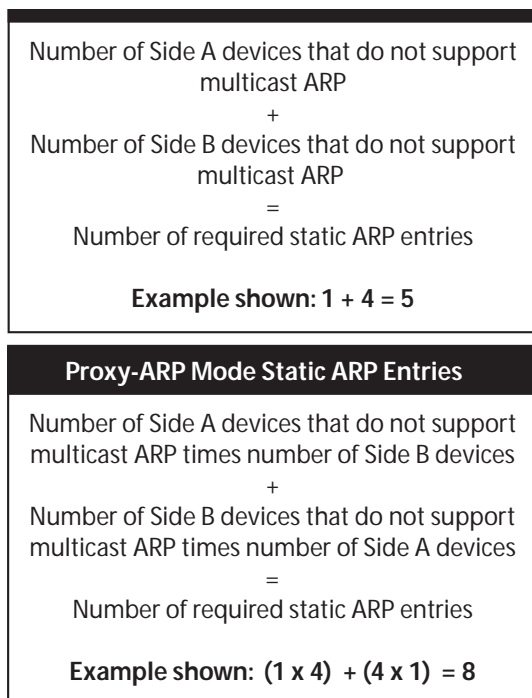 Number of Side A devices that do not support
multicast ARP
+
Number of Side B devices that do not support
multicast ARP
=
Number of required static ARP entries
Example shown: 1 + 4 = 5
Proxy-ARP Mode Static ARP Entries
Number of Side A devices that do not support
multicast ARP times number of Side B devices
+
Number of Side B devices that do not support
multicast ARP times number of Side A devices
=
Number of required static ARP entries
Example shown: (1 x 4) + (4 x 1) = 8